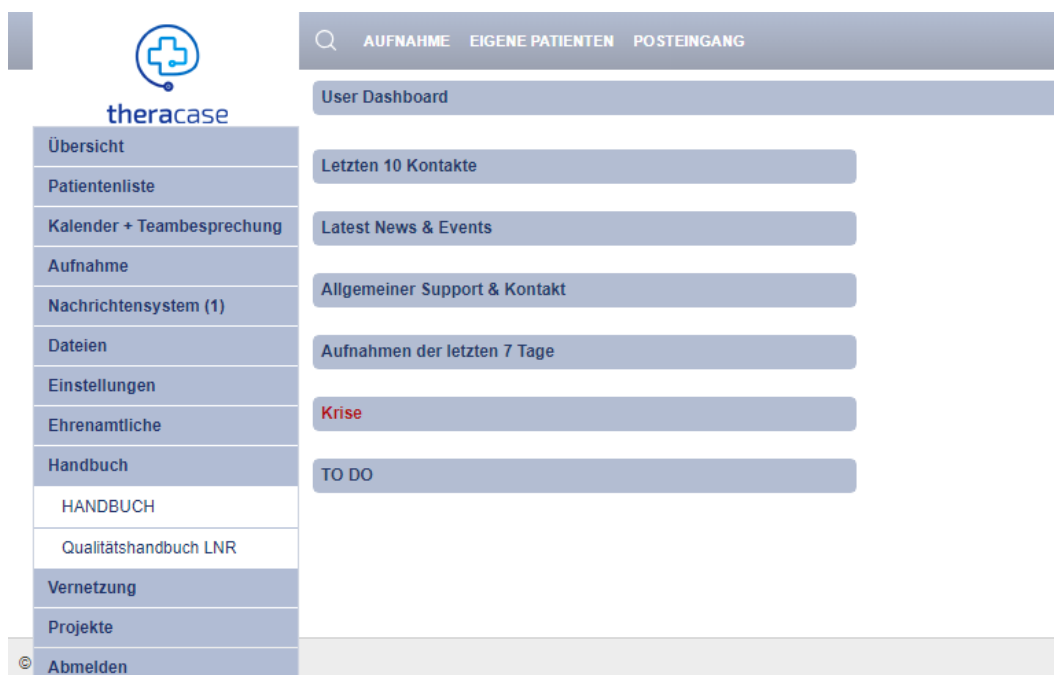 AUFNAHME EIGENE PATIENTEN POSTEINGANG
theracase
Übersicht
Patientenliste
Kalender + Teambesprechung
Aufnahme
Nachrichtensystem (1)
Dateien
Einstellungen
Ehrenamtliche
Handbuch
HANDBUCH
Qualitätshandbuch LNR
Vernetzung
Projekte
Abmelden
User Dashboard
Letzten 10 Kontakte
Latest News & Events
Allgemeiner Support & Kontakt
Aufnahmen der letzten 7 Tage
Krise
TO DO
©